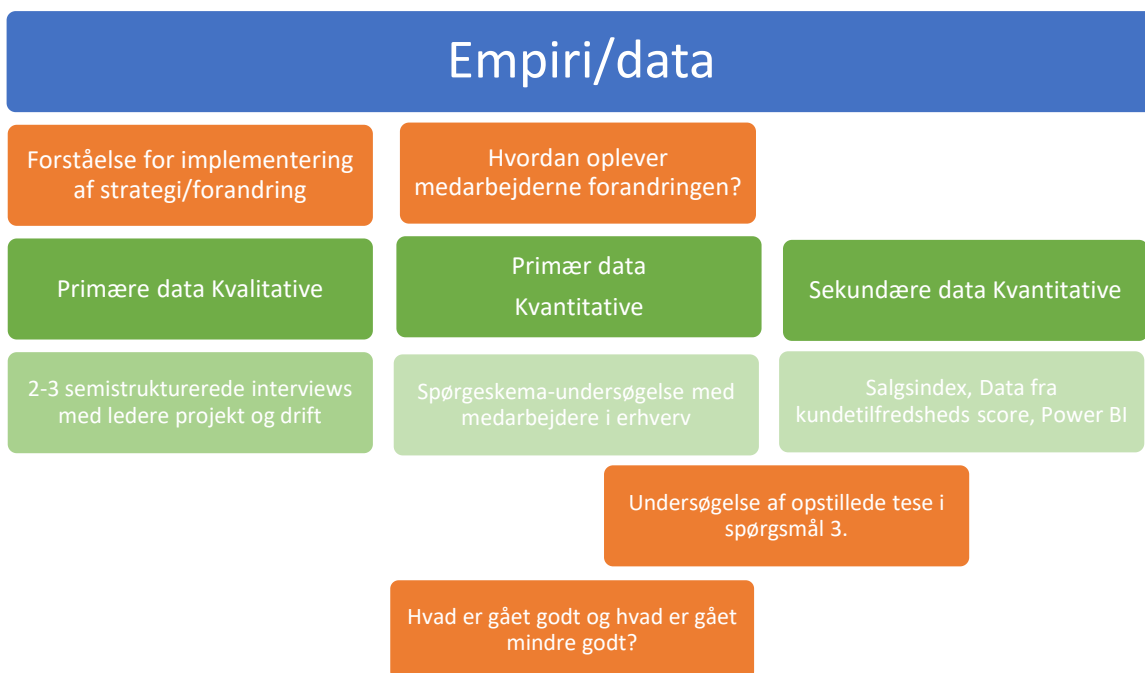 Empiri/data
Forståelse for implementering
af strategi/forandring
Hvordan oplever
medarbejderne forandringen?
Primære data Kvalitative
Primær data
Kvantitative
Sekundære data Kvantitative
2-3 semistrukturerede interviews
med ledere projekt og drift
Spørgeskema-undersøgelse med
medarbejdere i erhverv
Salgsindex, Data fra
kundetilfredsheds score, Power BI
Undersøgelse af opstillede tese i
spørgsmål 3.
Hvad er gået godt og hvad er gået
mindre godt?